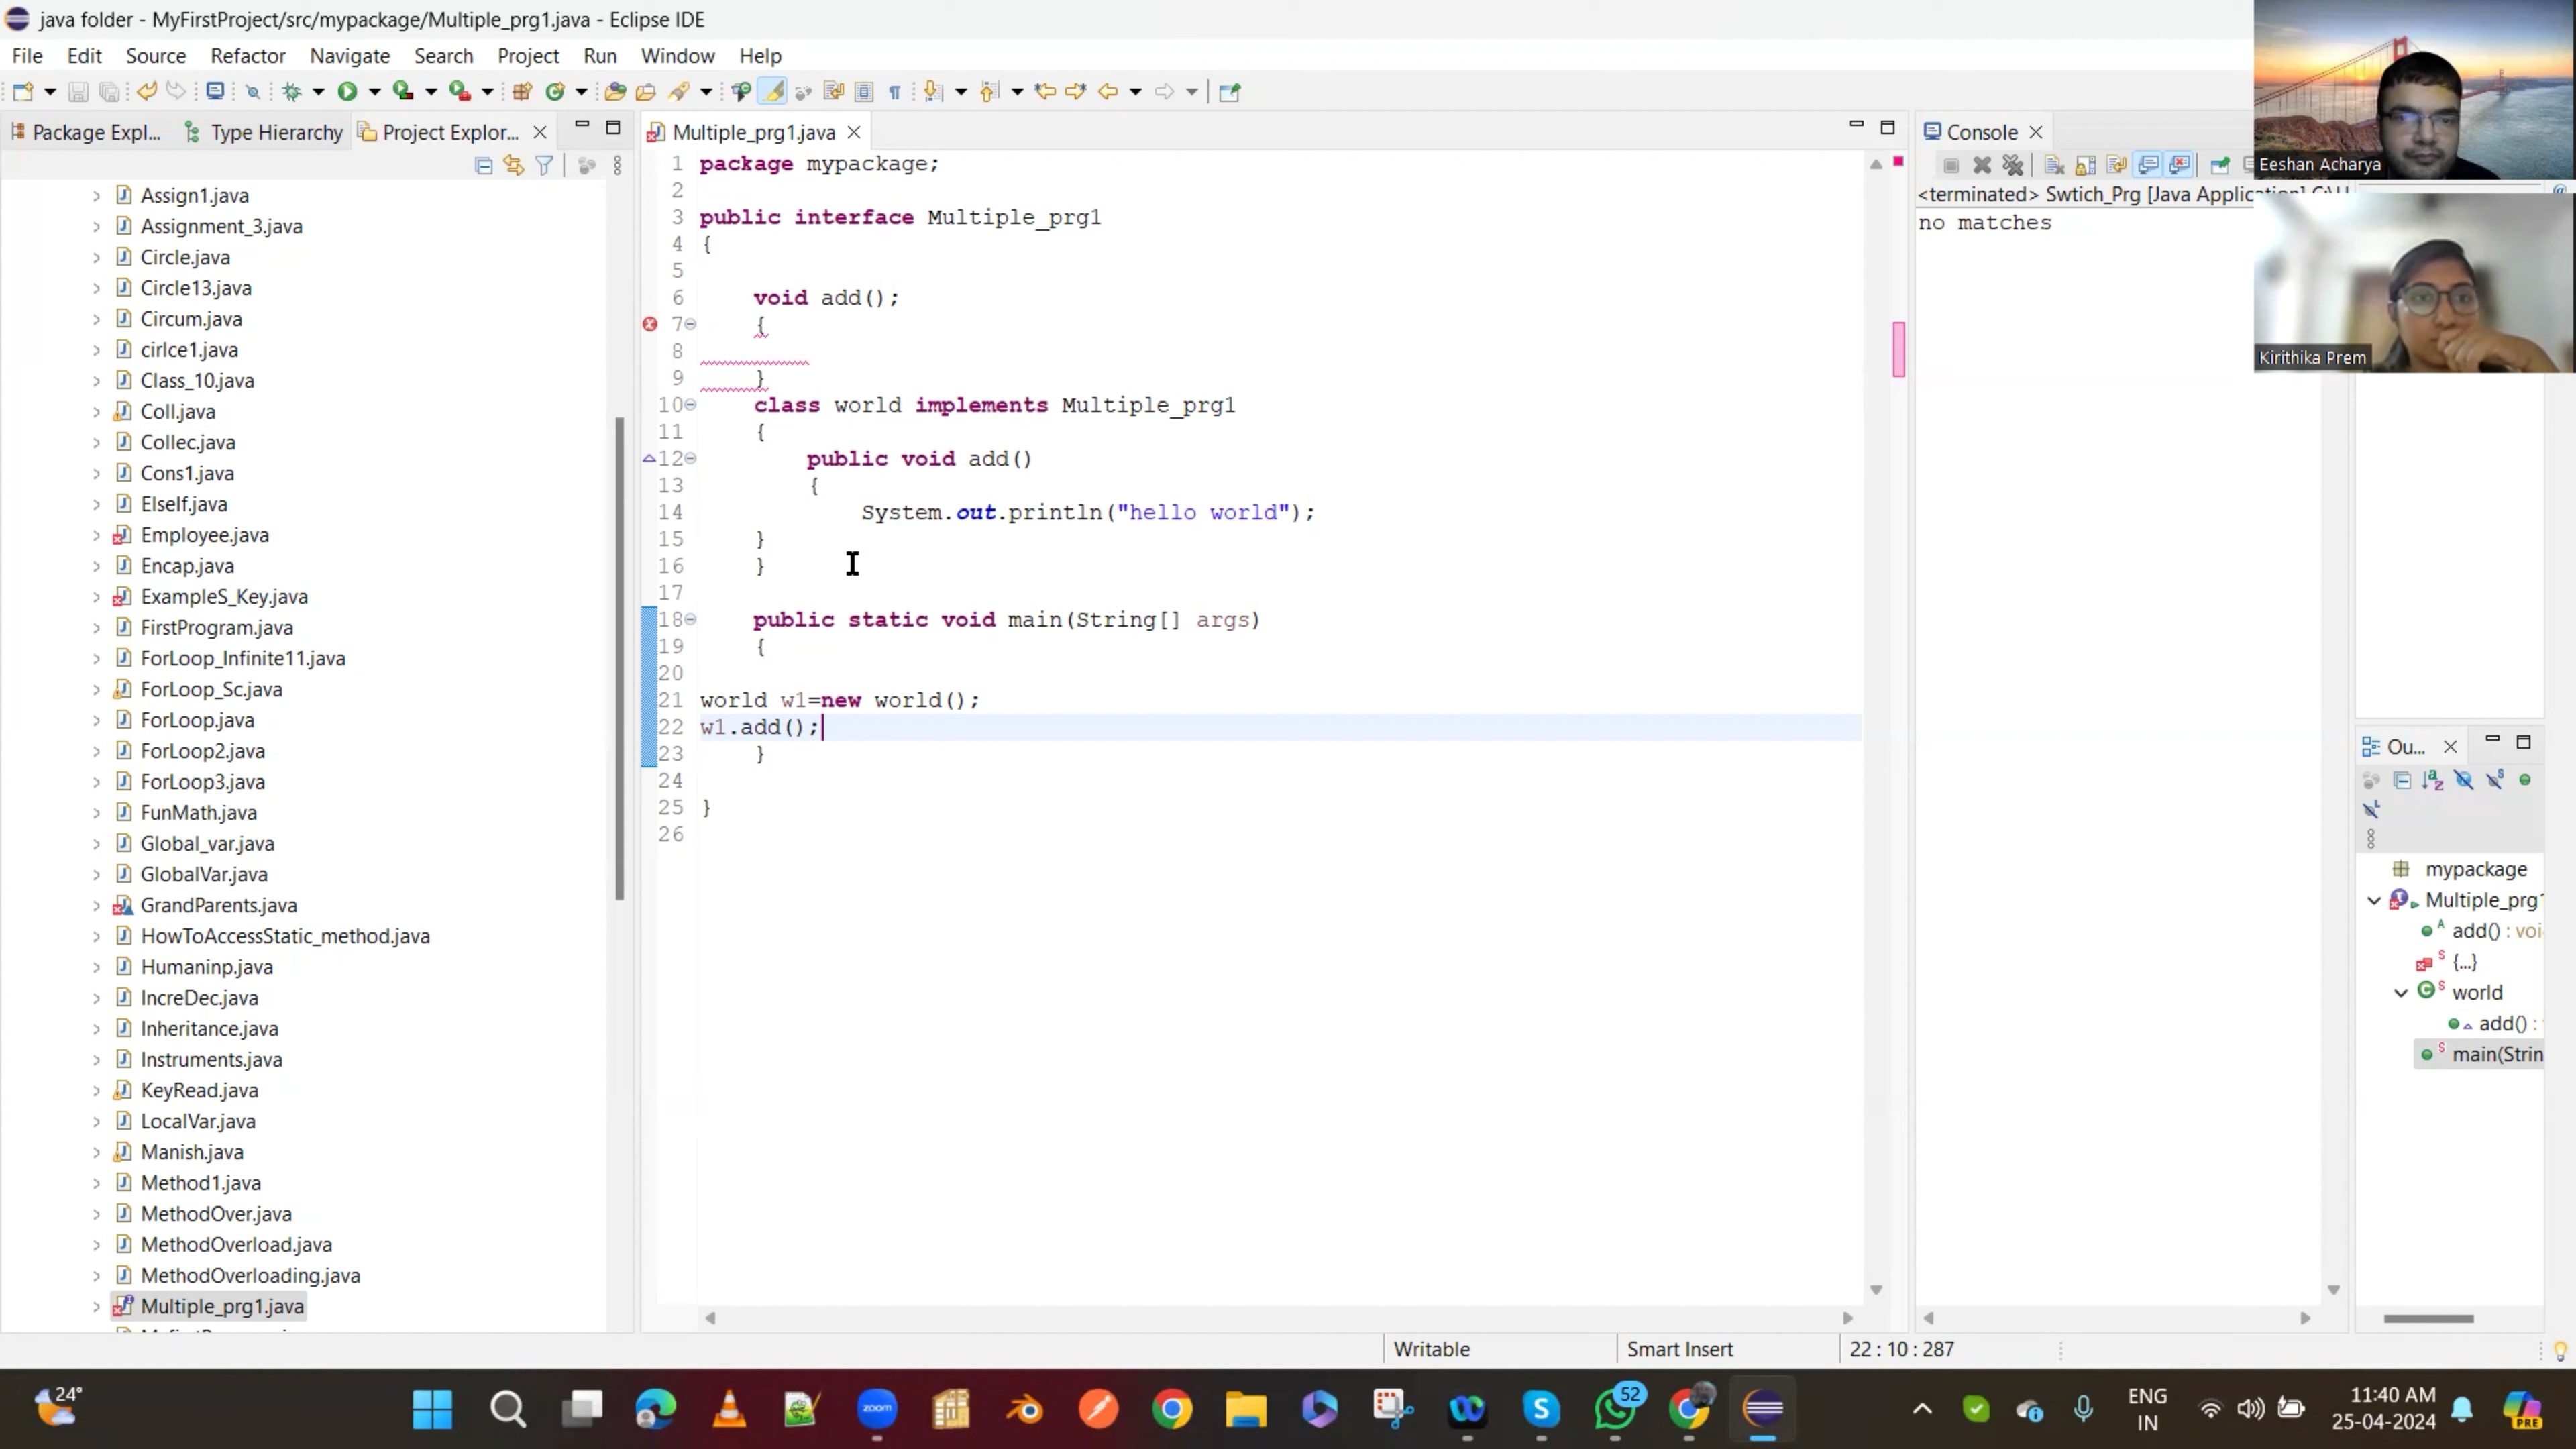 java folder - MyFirstProject/src/mypackage/Multiple_prg1.java - Eclipse IDE
File Edit Source Refactor Navigate Search Project Run Window Help
Package Expl... Type Hierarchy Project Explor...
Assign1.java
Assignment_3.java
Circle.java
Circle13.java
Circum.java
cirlce1.java
Class_10.java
Coll.java
Collec.java
Cons1.java
ElseIf.java
Employee.java
Encap.java
ExampleS_Key.java
FirstProgram.java
ForLoop_Infinite11.java
ForLoop_Sc.java
ForLoop.java
ForLoop2.java
ForLoop3.java
FunMath.java
Global_var.java
GlobalVar.java
GrandParents.java
HowToAccessStatic_method.java
Humaninp.java
IncreDec.java
Inheritance.java
Instruments.java
KeyRead.java
LocalVar.java
Manish.java
Method1.java
MethodOver.java
MethodOverload.java
MethodOverloading.java
Multiple_prg1.java
Multiple_prg1.java
1 package mypackage;
2
3 public interface Multiple_prg1
4 {
5
6 void add();
7 {
8
9 }
10 class world implements Multiple_prg1
11 {
12 public void add()
13 {
14 System.out.println("hello world");
15 }
16 }
17
18 public static void main(String[] args)
19 {
20
21 world w1=new world();
22 w1.add();
23 }
24
25 }
26
Console
<terminated> Swtich_Prg [Java Application]
no matches
Eeshan Acharya
Kirithika Prem
Ou...
mypackage
Multiple_prg1
add() : voi
{...}
world
add() :
main(Strin
Writable Smart Insert 22 : 10 : 287
24°
zoom
52
ENG
IN
11:40 AM
25-04-2024
PRE